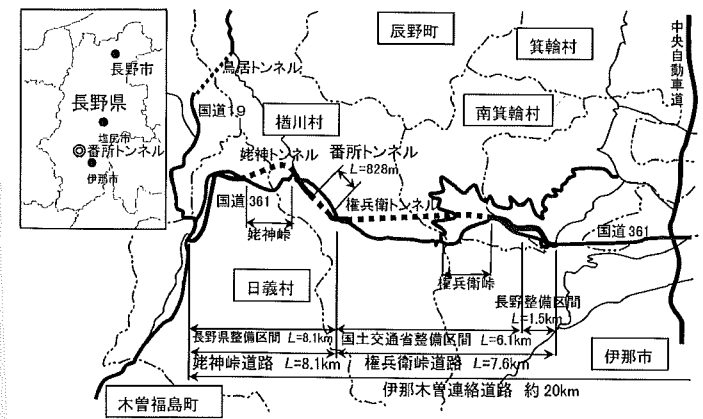 長野市
長野県
塩尻市
番所トンネル
伊那市
辰野町
箕輪村
中央自動車道
鳥居トンネル
国道19
楢川村
南箕輪村
姥神トンネル
番所トンネル
L=828m
国道361
権兵衛トンネル
姥神峠
国道361
権兵衛峠
日義村
長野整備区間
L=1.5km
長野県整備区間 L=8.1km
国土交通省整備区間 L=6.1km
姥神峠道路 L=8.1km
権兵衛峠道路 L=7.6km
伊那市
伊那木曽連絡道路 約20km
木曽福島町